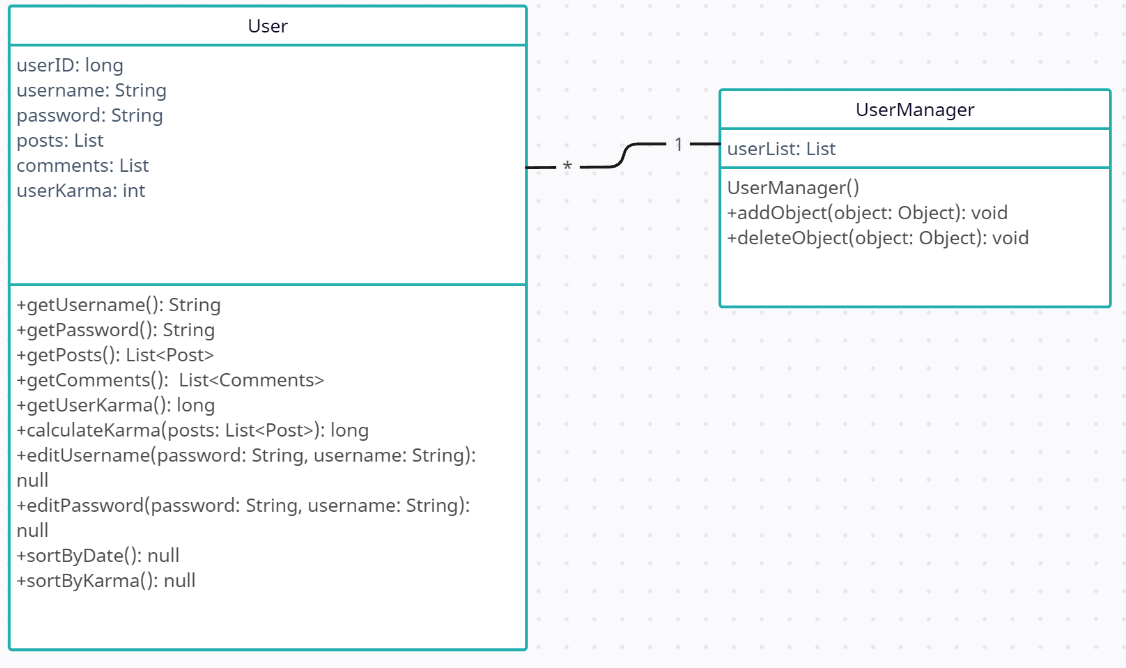 User
userID: long
username: String
password: String
posts: List
comments: List
userKarma: int
+getUsername(): String
+getPassword(): String
+getPosts(): List<Post>
+getComments():  List<Comments>
+getUserKarma(): long
+calculateKarma(posts: List<Post>): long
+editUsername(password: String, username: String):
null
+editPassword(password: String, username: String):
null
+sortByDate(): null
+sortByKarma(): null
*
1
UserManager
userList: List
UserManager()
+addObject(object: Object): void
+deleteObject(object: Object): void